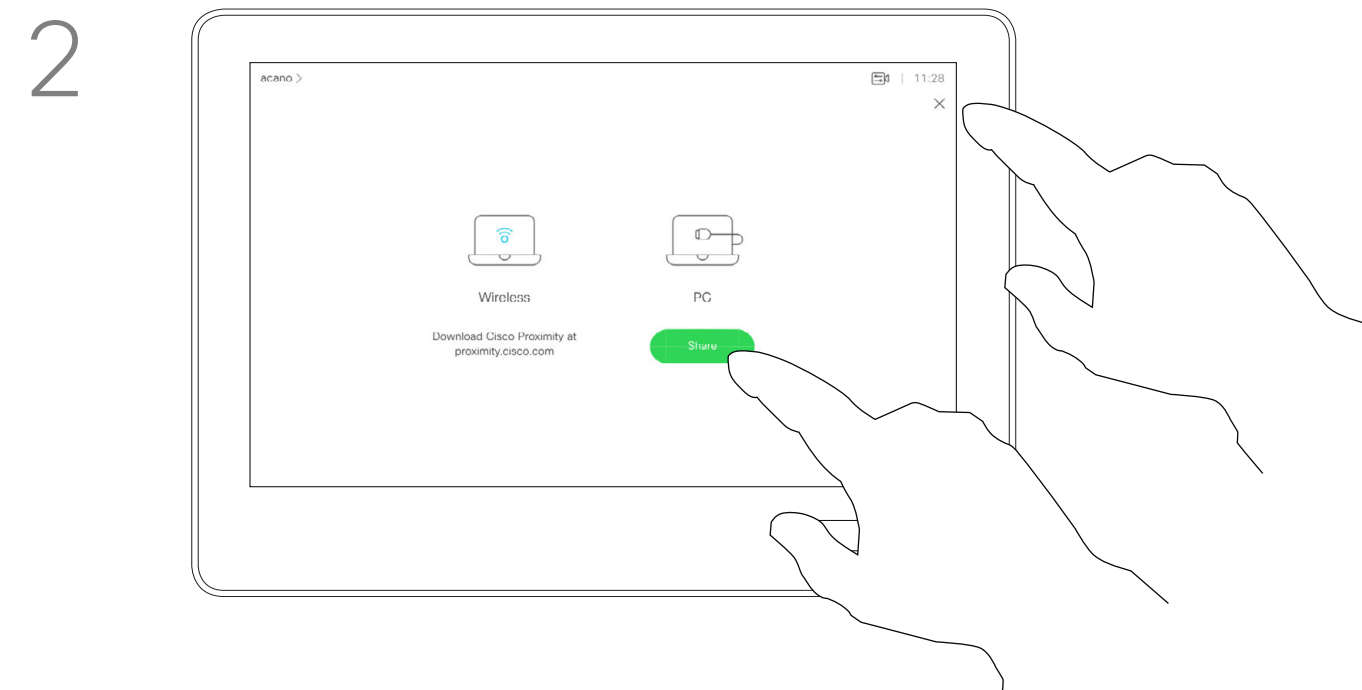 2
acano >
11:28
Wireless
PC
Download Cisco Proximity at
proximity.cisco.com
Share